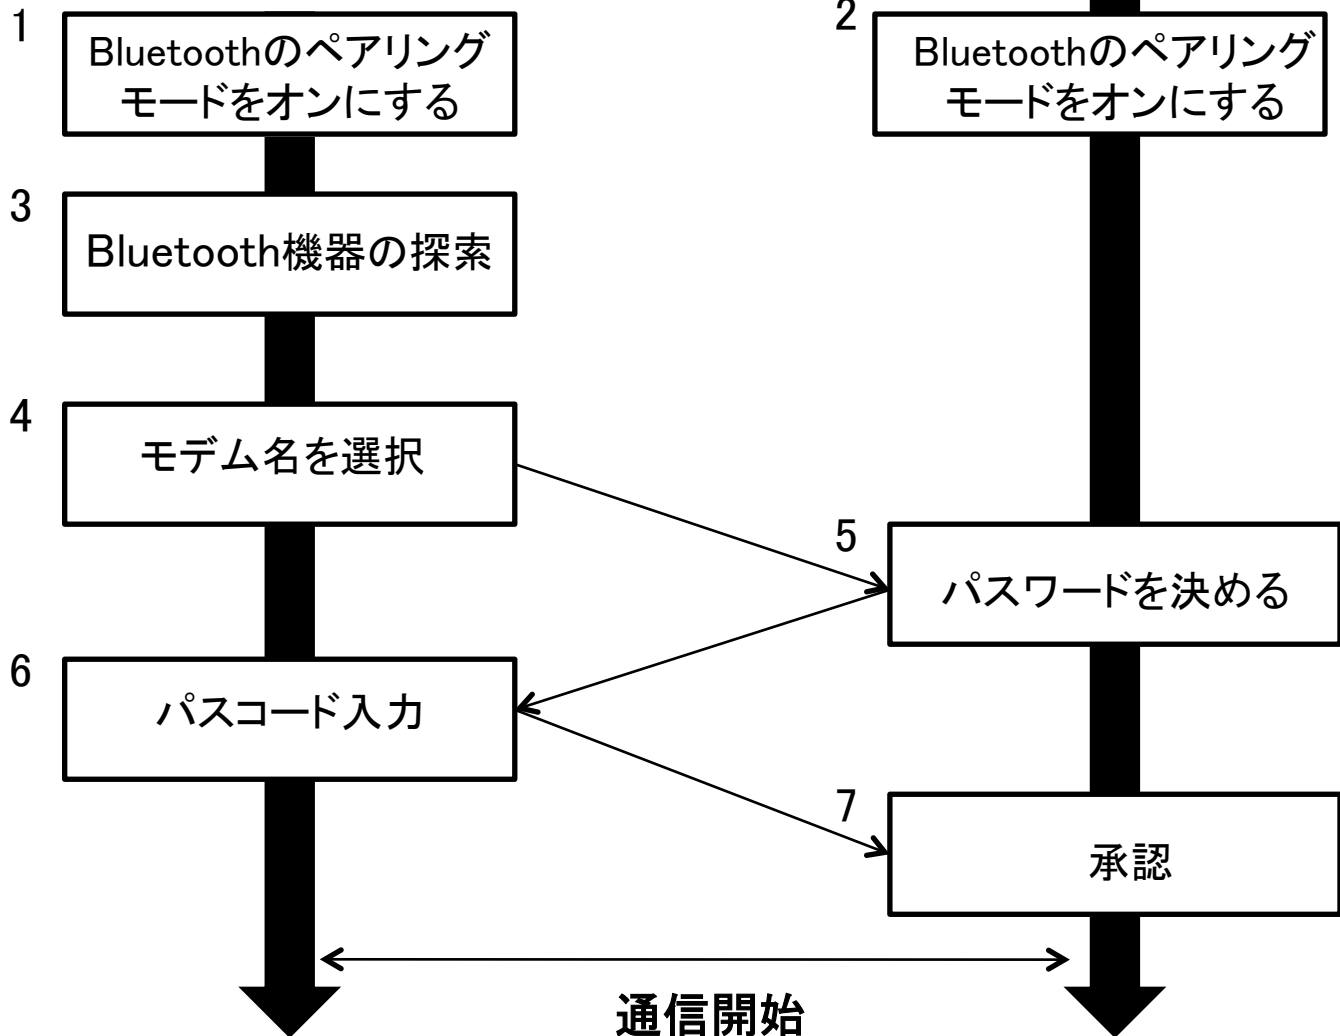 1
Bluetoothのペアリング
モードをオンにする
2
Bluetoothのペアリング
モードをオンにする
3
Bluetooth機器の探索
4
モデム名を選択
5
パスワードを決める
6
パスコード入力
7
承認
通信開始